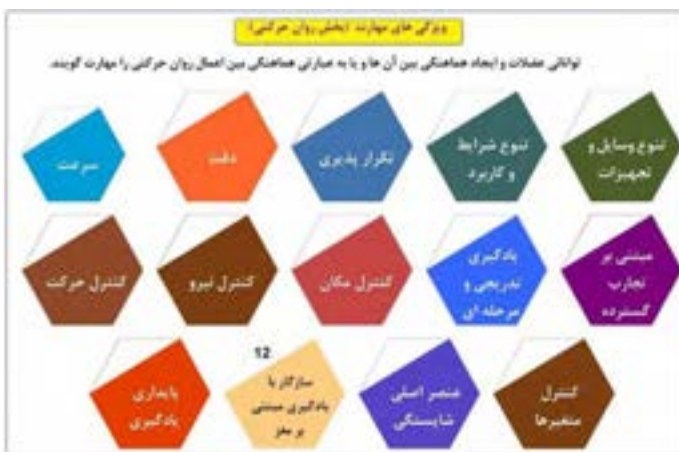 ویژگی های مهارت (بخش روان حرکتی):
توانائی عضلات و ایجاد هماهنگی بین آن ها و یا به عبارتی هماهنگی بین اعمال روان حرکتی را مهارت گویند.
تنوع وسایل و
تجهیزات
تنوع شرایط
و کاربرد
تکرار پذیری
دقت
سرعت
مبتنی بر
تجارب
گسترده
یادگیری
تدریجی و
مرحله ای
کنترل مکان
کنترل نیرو
کنترل حرکت
کنترل
متغیرها
عنصر اصلی
شایستگی
12
سازگار با
یادگیری مبتنی
بر مغز
پایداری
یادگیری